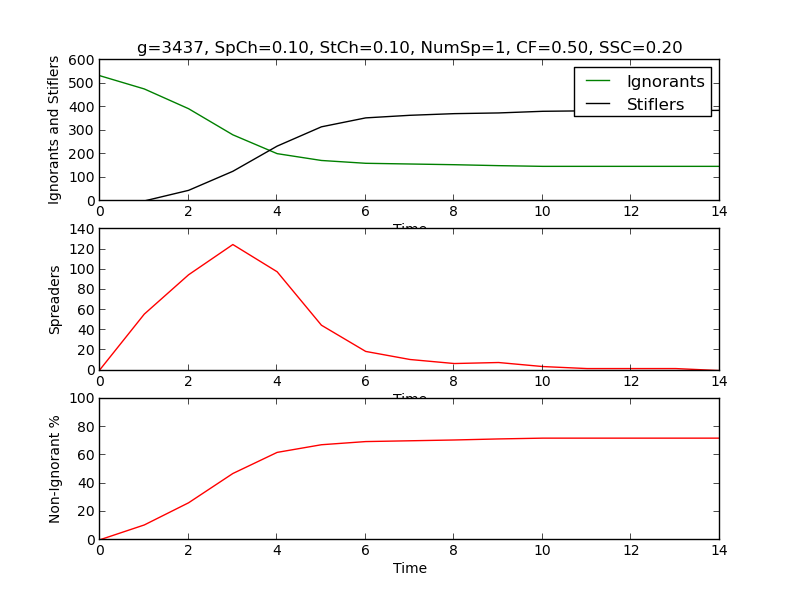 g=3437, SpCh=0.10, StCh=0.10, NumSp=1, CF=0.50, SSC=0.20
Ignorants and Stiflers
600
500
400
300
200
100
0
Ignorants
Stiflers
0 2 4 6 8 10 12 14
Time
Spreaders
140
120
100
80
60
40
20
0
0 2 4 6 8 10 12 14
Time
Non-Ignorant %
100
80
60
40
20
0
0 2 4 6 8 10 12 14
Time